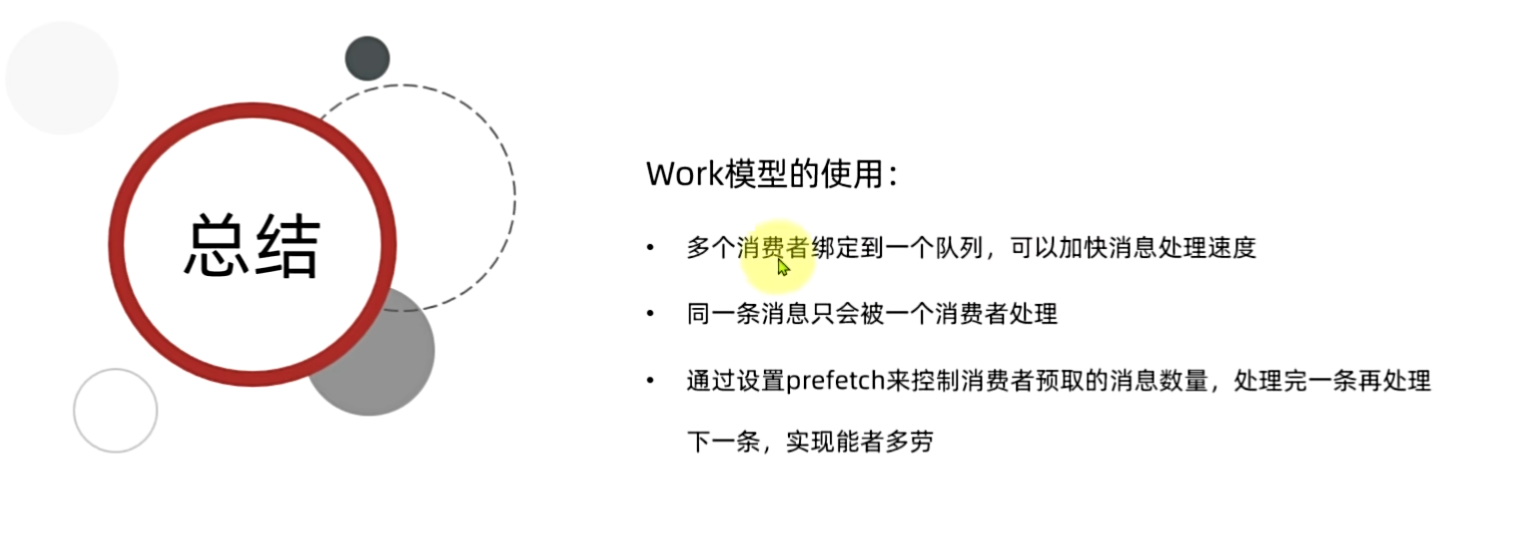 总结
Work模型的使用：
• 多个消费者绑定到一个队列，可以加快消息处理速度
• 同一条消息只会被一个消费者处理
• 通过设置prefetch来控制消费者预取的消息数量，处理完一条再处理
下一条，实现能者多劳